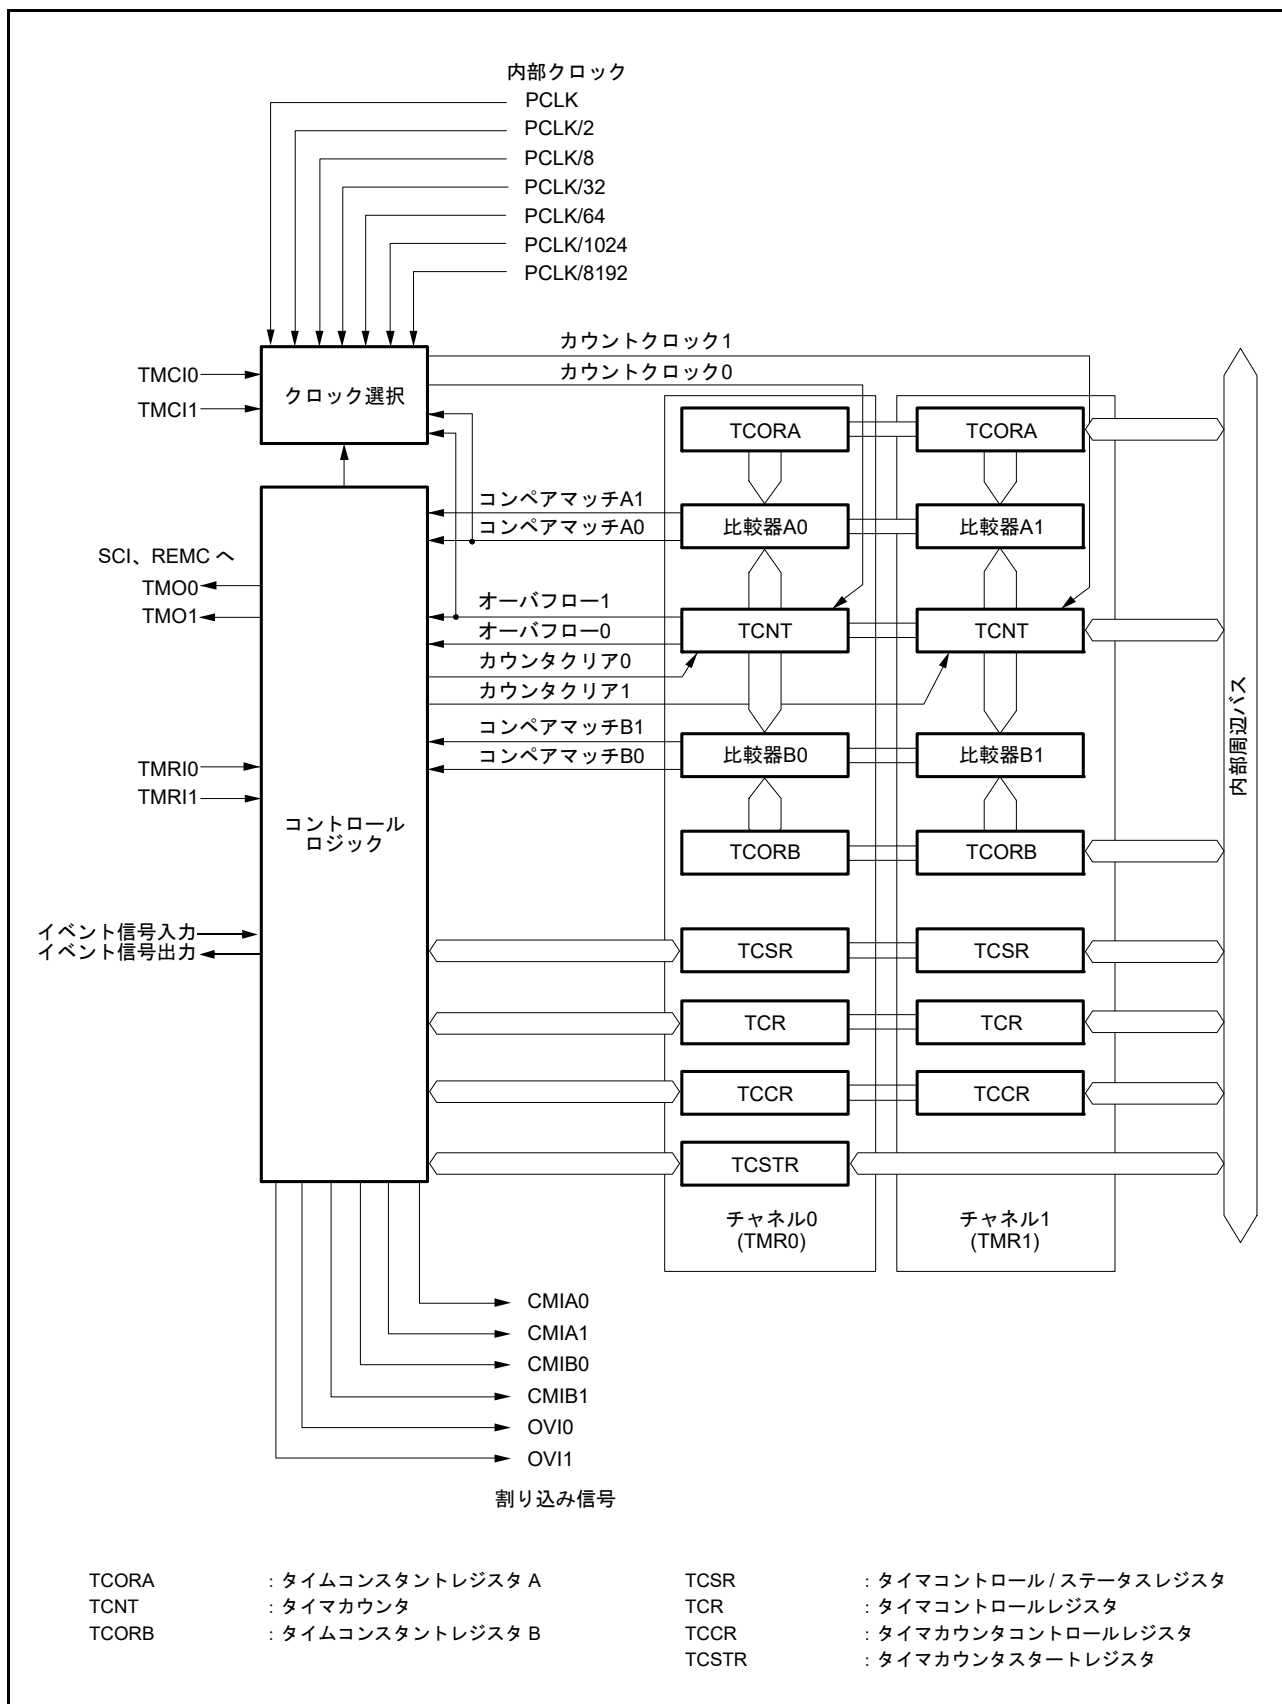 内部クロック
PCLK
PCLK/2
PCLK/8
PCLK/32
PCLK/64
PCLK/1024
PCLK/8192
カウントクロック1
カウントクロック0
TMCI0
TMCI1
クロック選択
TCORA
TCORA
コンペアマッチA1
コンペアマッチA0
比較器A0
比較器A1
SCI、REMC へ
TMO0
TMO1
オーバフロー1
オーバフロー0
カウンタクリア0
カウンタクリア1
TCNT
TCNT
コンペアマッチB1
コンペアマッチB0
比較器B0
比較器B1
内部周辺バス
TMRI0
TMRI1
コントロール
ロジック
TCORB
TCORB
イベント信号入力
イベント信号出力
TCSR
TCSR
TCR
TCR
TCCR
TCCR
TCSTR
チャネル0
(TMR0)
チャネル1
(TMR1)
CMIA0
CMIA1
CMIB0
CMIB1
OVI0
OVI1
割り込み信号
TCORA : タイムコンスタントレジスタ A
TCNT : タイマカウンタ
TCORB : タイムコンスタントレジスタ B
TCSR : タイマコントロール / ステータスレジスタ
TCR : タイマコントロールレジスタ
TCCR : タイマカウンタコントロールレジスタ
TCSTR : タイマカウンタスタートレジスタ